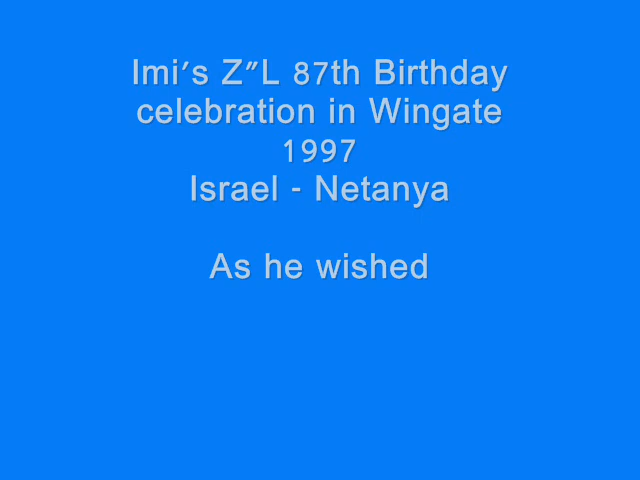 Imi's Z"L 87th Birthday
celebration in Wingate
1997
Israel - Netanya
As he wished